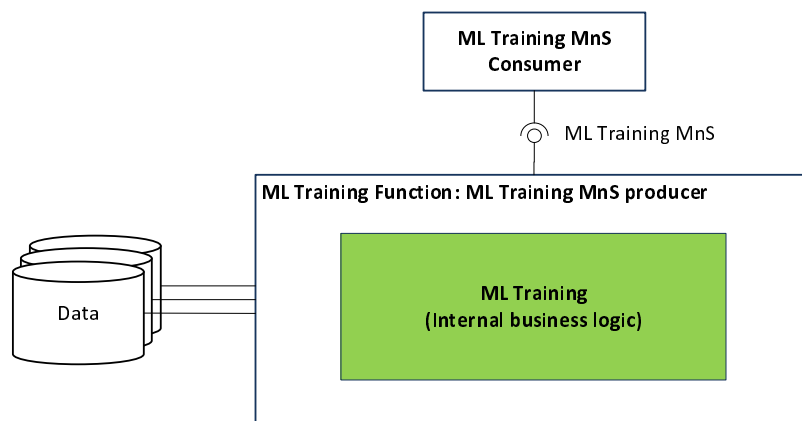 ML Training MnS
Consumer
ML Training MnS
ML Training Function: ML Training MnS producer
ML Training
(Internal business logic)
Data